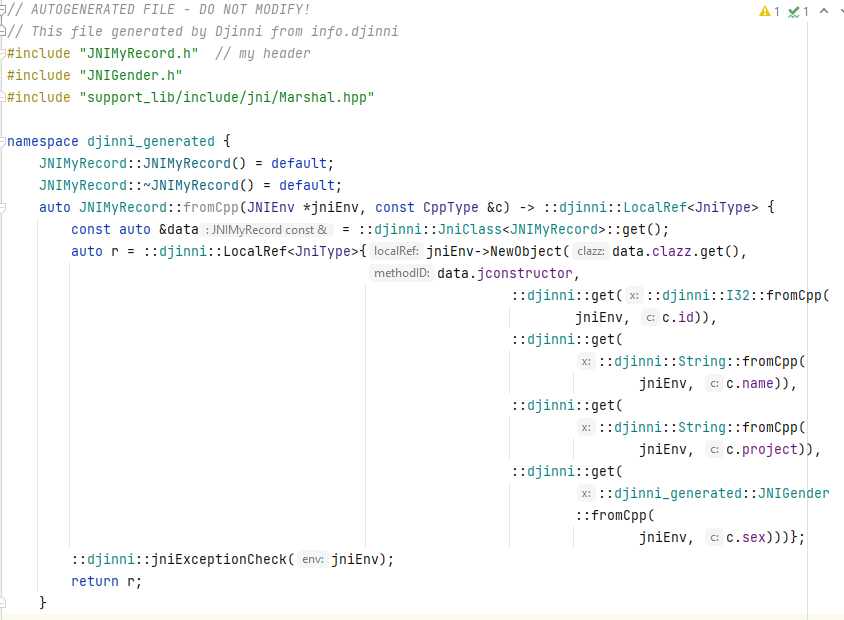 // AUTOGENERATED FILE - DO NOT MODIFY!
// This file generated by Djinni from info.djinni
#include "JNIMyRecord.h"  // my header
#include "JNIGender.h"
#include "support_lib/include/jni/Marshal.hpp"
namespace djinni_generated {
JNIMyRecord::JNIMyRecord() = default;
JNIMyRecord::~JNIMyRecord() = default;
auto JNIMyRecord::fromCpp(JNIEnv *jniEnv, const CppType &c) -> ::djinni::LocalRef<JniType> {
const auto &data : JNIMyRecord const & = ::djinni::JniClass<JNIMyRecord>::get();
auto r = ::djinni::LocalRef<JniType>{ localRef: jniEnv->NewObject( clazz: data.clazz.get(),
methodID: data.jconstructor,
::djinni::get( x: ::djinni::I32::fromCpp(
jniEnv, c: c.id)),
::djinni::get(
x: ::djinni::String::fromCpp(
jniEnv, c: c.name)),
::djinni::get(
x: ::djinni::String::fromCpp(
jniEnv, c: c.project)),
::djinni::get(
x: ::djinni_generated::JNIGender
::fromCpp(
jniEnv, c: c.sex)))};
::djinni::jniExceptionCheck( env: jniEnv);
return r;
}
1 1